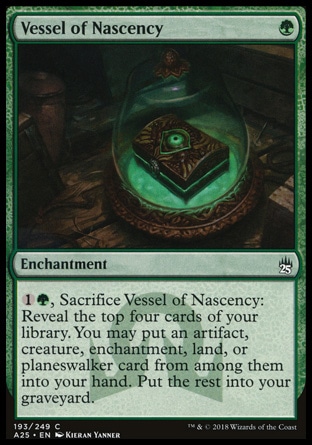 Vessel of Nascency
Enchantment
25
1, Sacrifice Vessel of Nascency:
Reveal the top four cards of your
library. You may put an artifact,
creature, enchantment, land, or
planeswalker card from among them
into your hand. Put the rest into your
graveyard.
193/249 C
A25 • EN Kieran Yanner
™ & © 2018 Wizards of the Coast